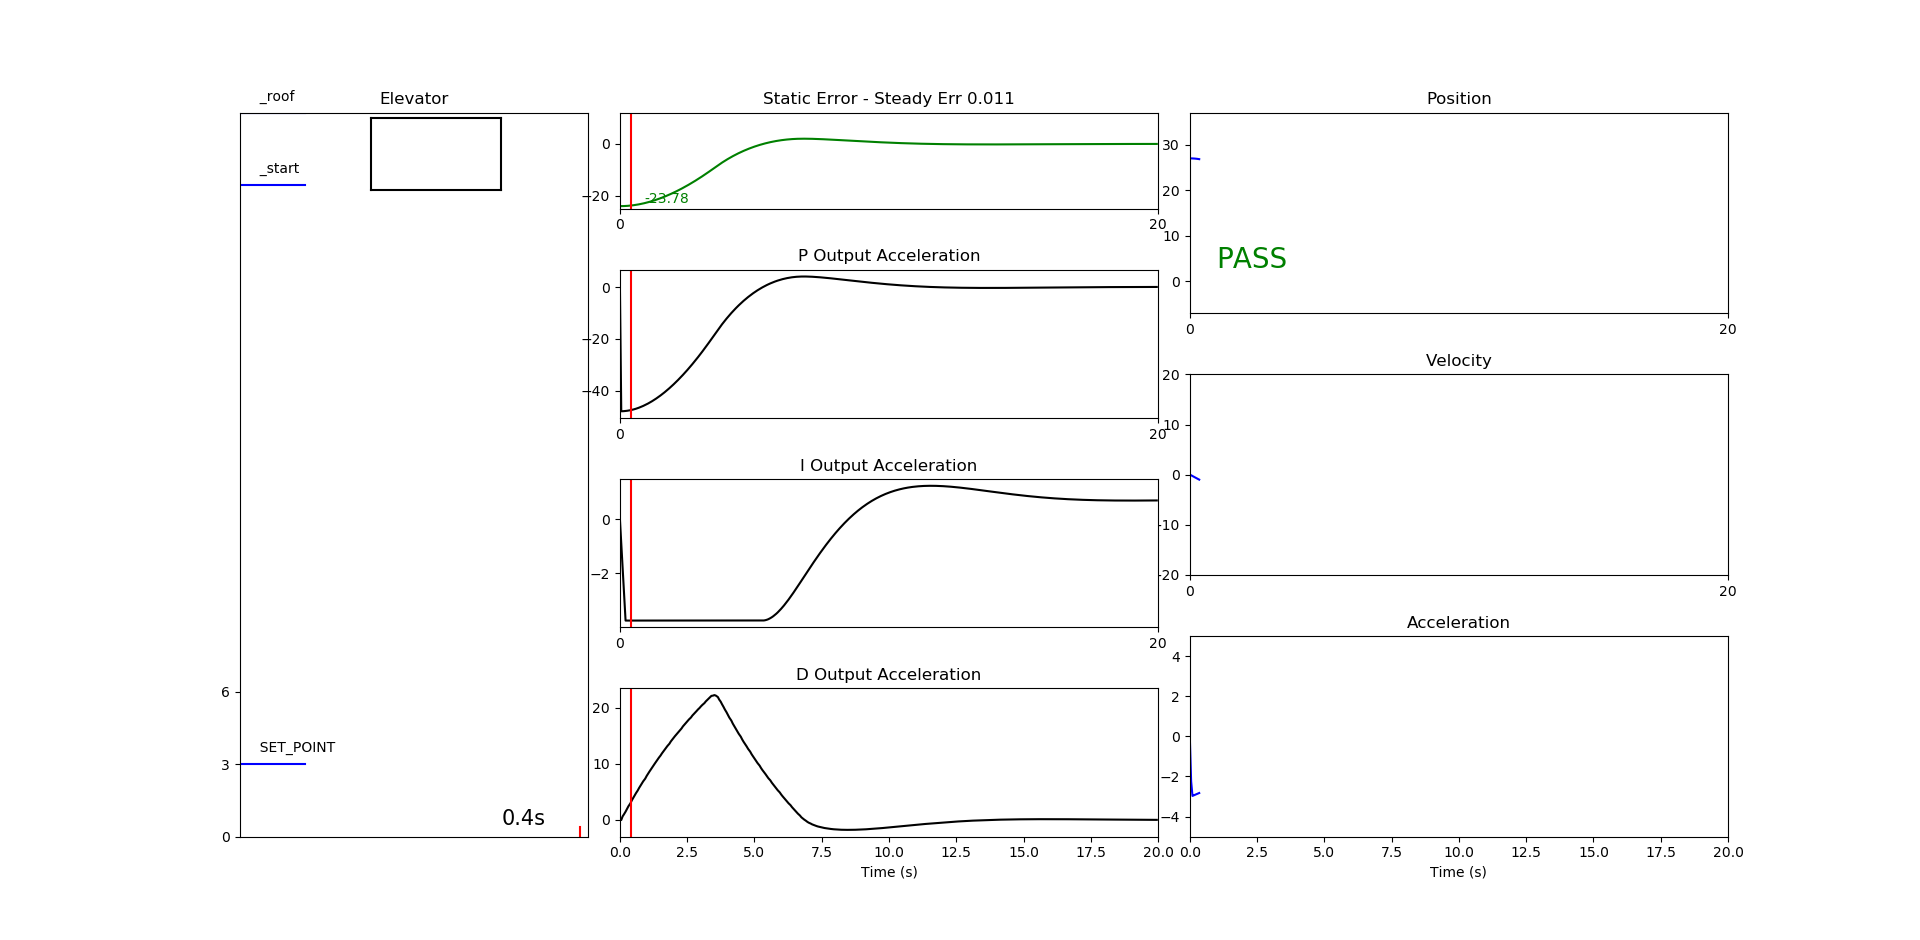 _roof
Elevator
_start
6
SET_POINT
3
0.4s
0
Static Error - Steady Err 0.011
0
-23.78
−20
0
20
P Output Acceleration
0
−20
−40
0
20
I Output Acceleration
0
−2
0
20
D Output Acceleration
20
10
0
0.0 2.5 5.0 7.5 10.0 12.5 15.0 17.5 20.0
Time (s)
Position
30
20
10
PASS
0
0
20
Velocity
20
10
0
-10
-20
0
20
Acceleration
4
2
0
−2
−4
0.0 2.5 5.0 7.5 10.0 12.5 15.0 17.5 20.0
Time (s)